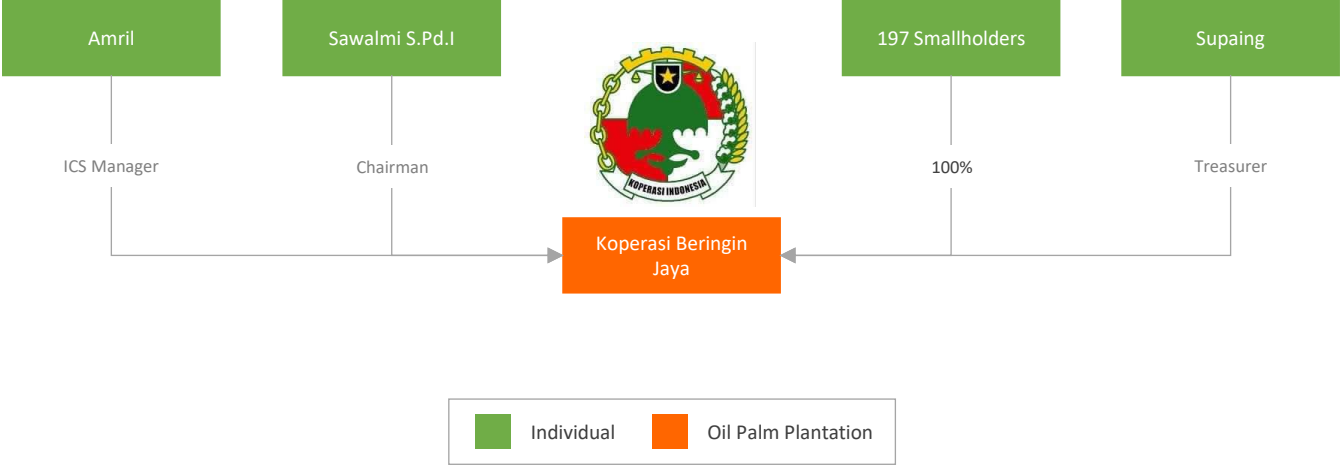 Amril
Sawalmi S.Pd.I
197 Smallholders
Supaing
ICS Manager
Chairman
100%
Treasurer
KOPERASI INDONESIA
Koperasi Beringin
Jaya
Individual
Oil Palm Plantation